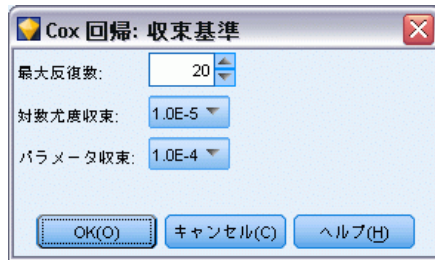 Cox 回帰: 収束基準
最大反復数: 20
対数尤度収束: 1.0E-5
パラメータ収束: 1.0E-4
OK(O) キャンセル(C) ヘルプ(H)